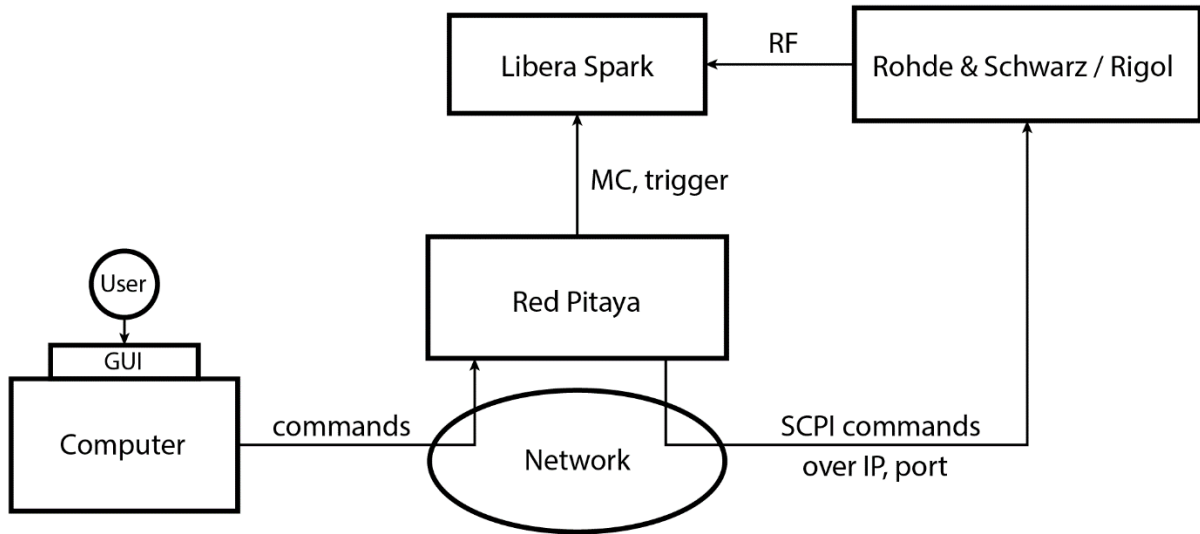 RF
Libera Spark
Rohde & Schwarz / Rigol
MC, trigger
User
Red Pitaya
GUI
Computer
commands
Network
SCPI commands
over IP, port